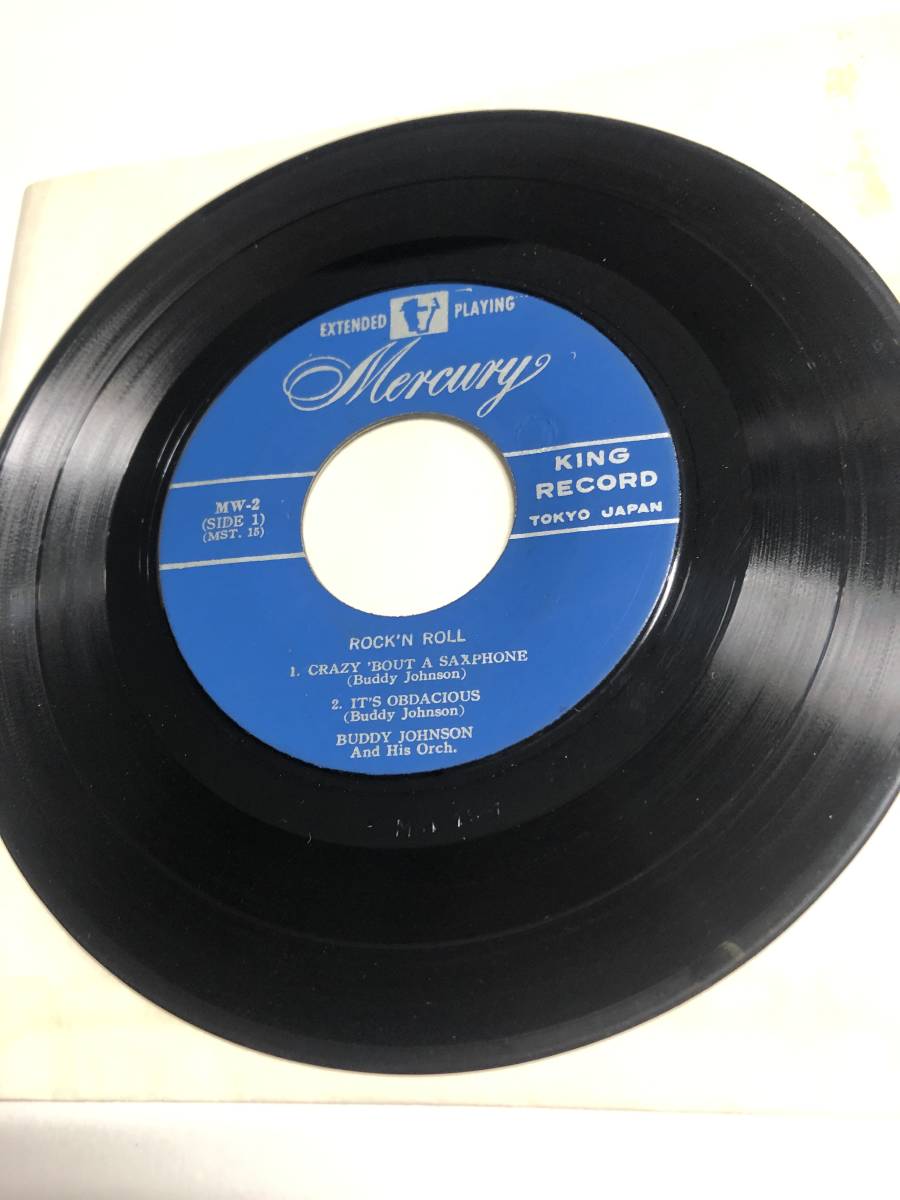 EXTENDED PLAYING
Mercury
MW-2
(SIDE 1)
(MST. 15)
KING
RECORD
TOKYO JAPAN
ROCK'N ROLL
1. CRAZY 'BOUT A SAXPHONE
(Buddy Johnson)
2. IT'S OBDACIOUS
(Buddy Johnson)
BUDDY JOHNSON
And His Orch.